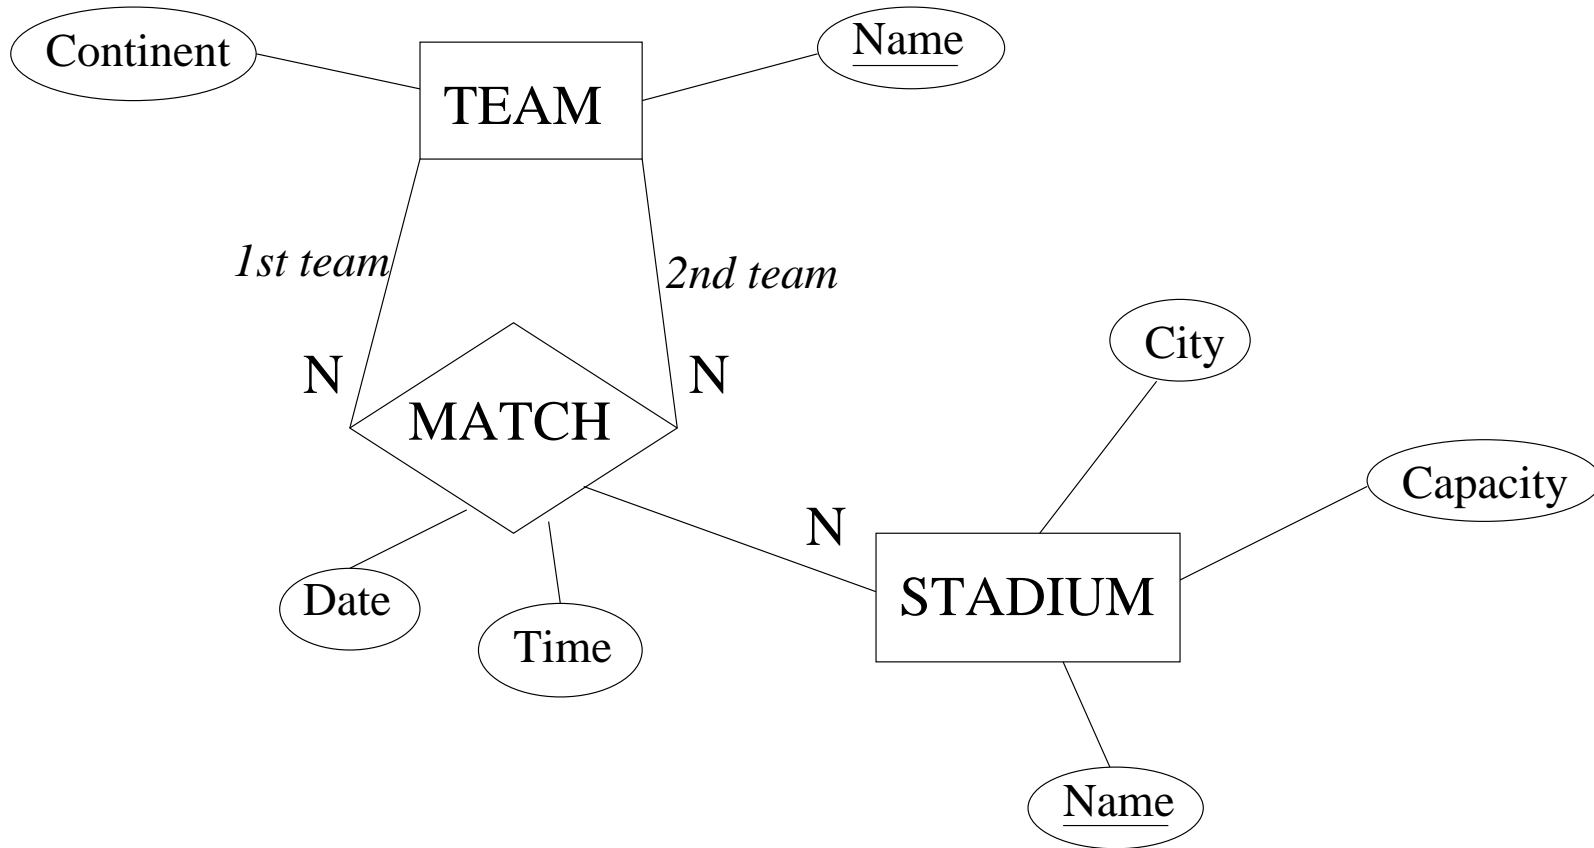 Continent
Name
TEAM
1st team
2nd team
N
N
MATCH
City
Capacity
N
STADIUM
Date
Time
Name